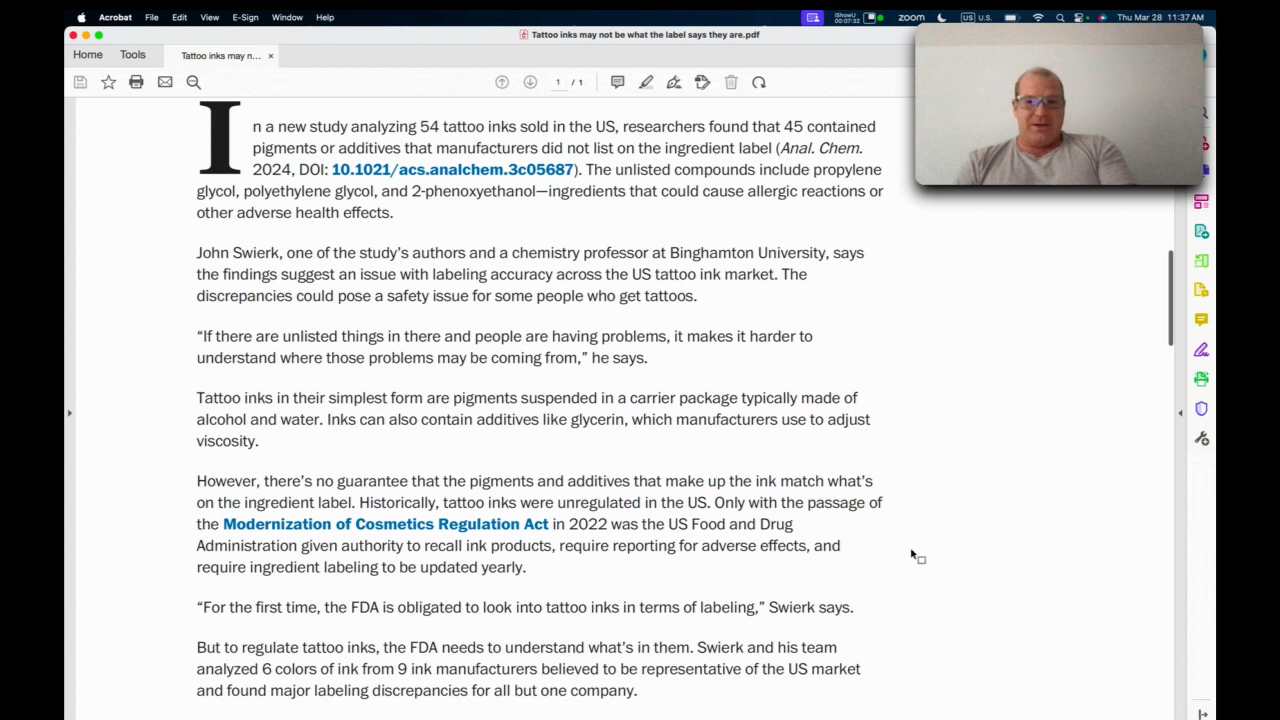 Acrobat File Edit View E-Sign Window Help
iShowU
00:07:32
zoom
US U.S.
Thu Mar 28 11:37 AM
Tattoo inks may not be what the label says they are.pdf
Home Tools Tattoo inks may n... ×
1 / 1
In a new study analyzing 54 tattoo inks sold in the US, researchers found that 45 contained
pigments or additives that manufacturers did not list on the ingredient label (Anal. Chem.
2024, DOI: 10.1021/acs.analchem.3c05687). The unlisted compounds include propylene
glycol, polyethylene glycol, and 2-phenoxyethanol—ingredients that could cause allergic reactions or
other adverse health effects.
John Swierk, one of the study’s authors and a chemistry professor at Binghamton University, says
the findings suggest an issue with labeling accuracy across the US tattoo ink market. The
discrepancies could pose a safety issue for some people who get tattoos.
“If there are unlisted things in there and people are having problems, it makes it harder to
understand where those problems may be coming from,” he says.
Tattoo inks in their simplest form are pigments suspended in a carrier package typically made of
alcohol and water. Inks can also contain additives like glycerin, which manufacturers use to adjust
viscosity.
However, there’s no guarantee that the pigments and additives that make up the ink match what’s
on the ingredient label. Historically, tattoo inks were unregulated in the US. Only with the passage of
the Modernization of Cosmetics Regulation Act in 2022 was the US Food and Drug
Administration given authority to recall ink products, require reporting for adverse effects, and
require ingredient labeling to be updated yearly.
“For the first time, the FDA is obligated to look into tattoo inks in terms of labeling,” Swierk says.
But to regulate tattoo inks, the FDA needs to understand what’s in them. Swierk and his team
analyzed 6 colors of ink from 9 ink manufacturers believed to be representative of the US market
and found major labeling discrepancies for all but one company.